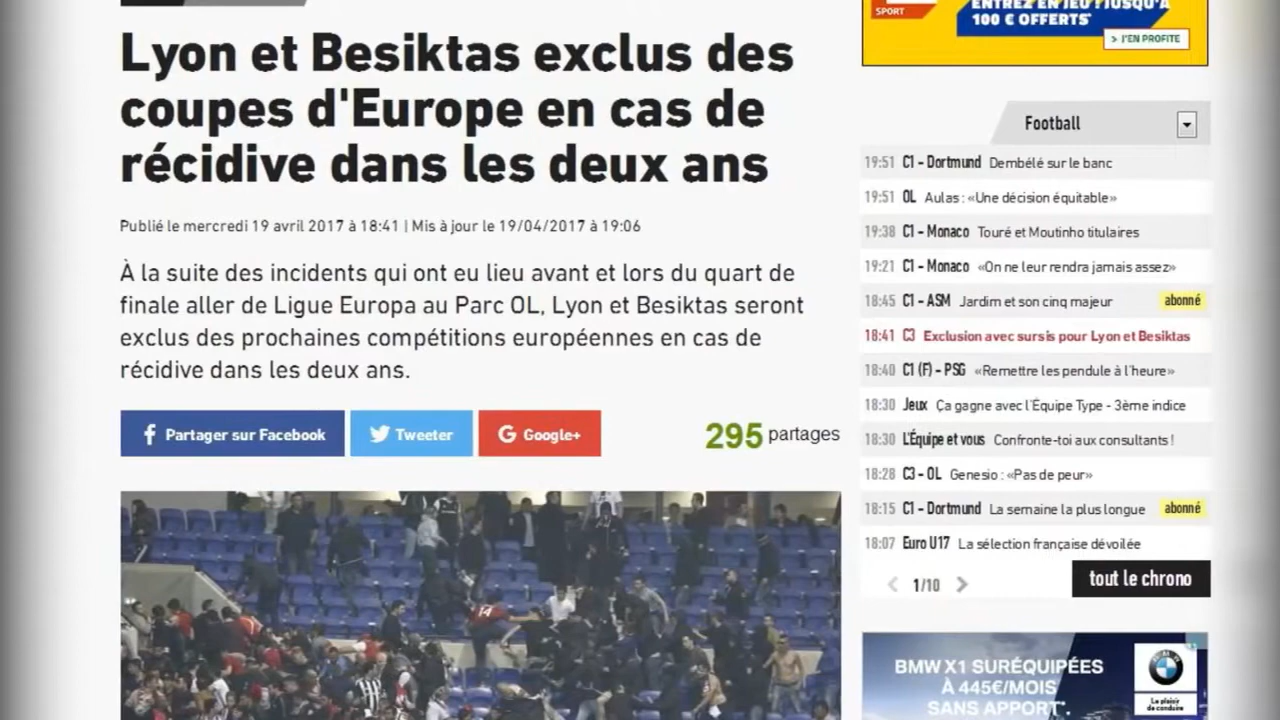 Lyon et Besiktas exclus des
coupes d'Europe en cas de
récidive dans les deux ans
Publié le mercredi 19 avril 2017 à 18:41 | Mis à jour le 19/04/2017 à 19:06
À la suite des incidents qui ont eu lieu avant et lors du quart de
finale aller de Ligue Europa au Parc OL, Lyon et Besiktas seront
exclus des prochaines compétitions européennes en cas de
récidive dans les deux ans.
Partager sur Facebook
Tweeter
G Google+
295 partages
14
SPORT
ENTREZ EN JEU ! JUSQU'À
100 € OFFERTS*
> J'EN PROFITE
Football
19:51 C1 - Dortmund Dembélé sur le banc
19:51 OL Aulas : «Une décision équitable»
19:38 C1 - Monaco Touré et Moutinho titulaires
19:21 C1 - Monaco «On ne leur rendra jamais assez»
18:45 C1 - ASM Jardim et son cinq majeur abonné
18:41 C3 Exclusion avec sursis pour Lyon et Besiktas
18:40 C1 (F) - PSG «Remettre les pendule à l'heure»
18:30 Jeux Ça gagne avec l'Équipe Type - 3ème indice
18:30 L'Équipe et vous Confronte-toi aux consultants !
18:28 C3 - OL Genesio : «Pas de peur»
18:15 C1 - Dortmund La semaine la plus longue abonné
18:07 Euro U17 La sélection française dévoilée
< 1/10 >
tout le chrono
BMW X1 SURÉQUIPÉES
À 445€/MOIS
SANS APPORT*.
Le plaisir
de conduire